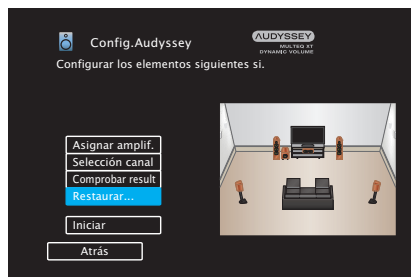 Config.Audyssey
AUDYSSEY
MULTEQ XT
DYNAMIC VOLUME
Configurar los elementos siguientes si.
Asignar amplif.
Selección canal
Comprobar result
Restaurar...
Iniciar
Atrás